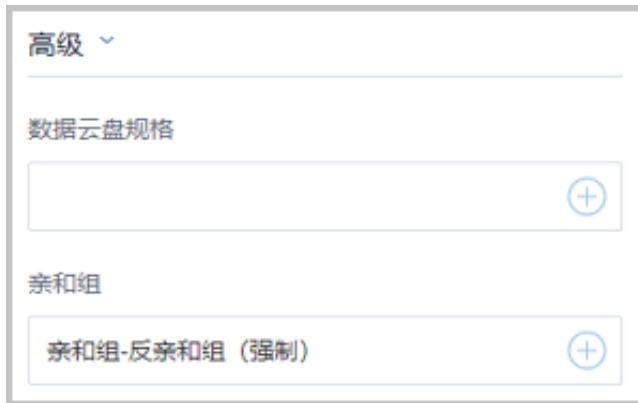 高级
数据云盘规格
亲和组
亲和组-反亲和组（强制）